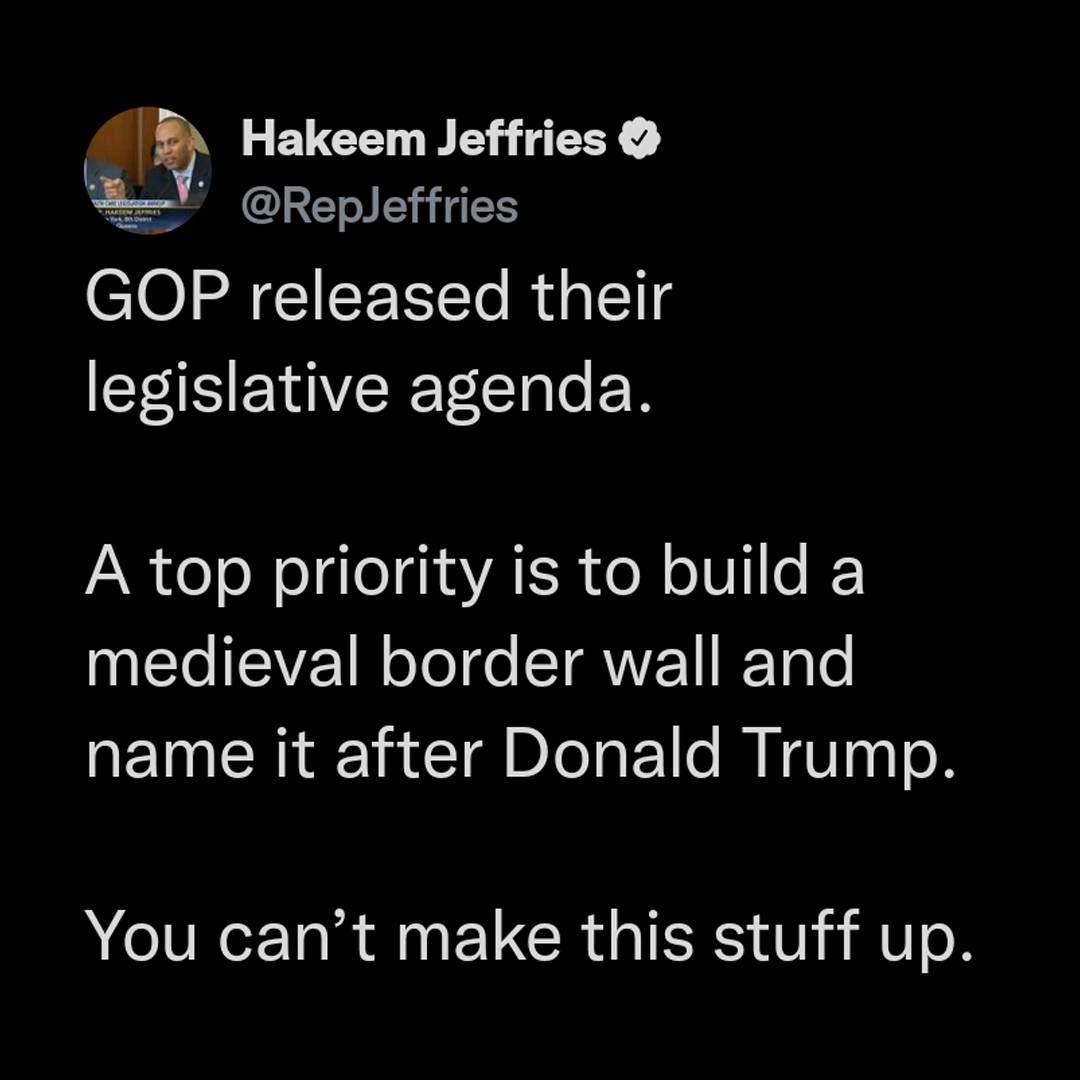 Hakeem Jeffries
@RepJeffries
GOP released their
legislative agenda.
A top priority is to build a
medieval border wall and
name it after Donald Trump.
You can’t make this stuff up.